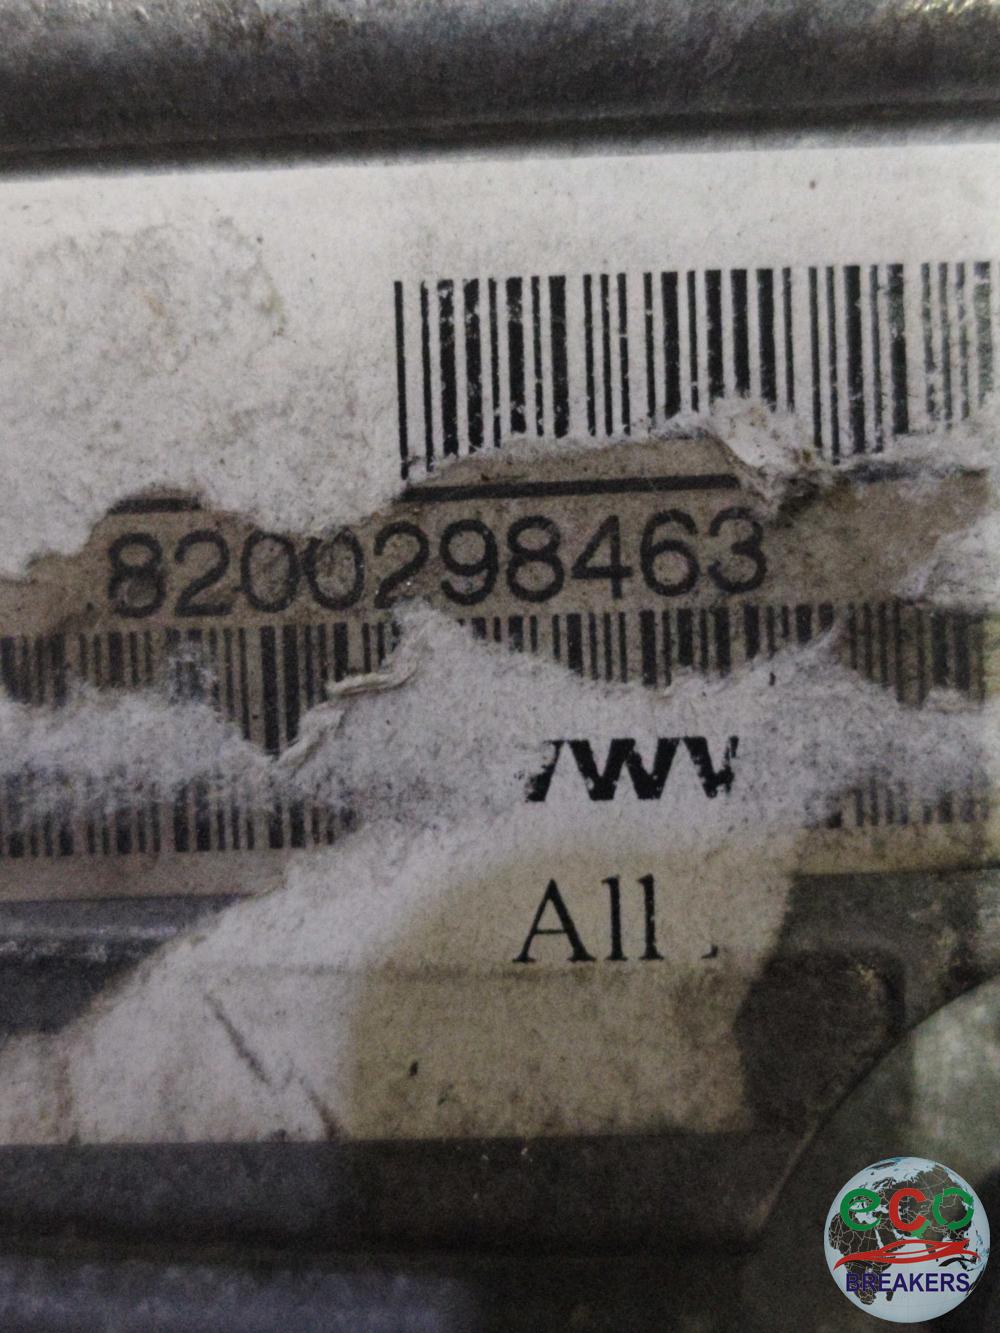 8200298463
All
eco
BREAKERS